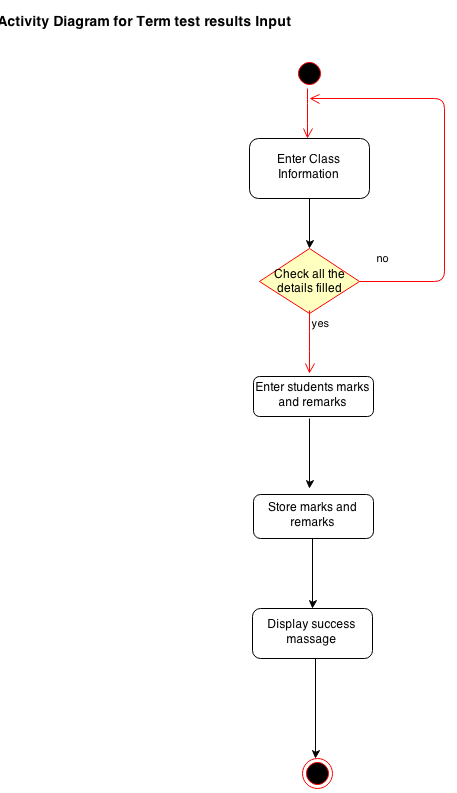 Activity Diagram for Term test results Input
Enter Class
Information
no
Check all the
details filled
yes
Enter students marks
and remarks
Store marks and
remarks
Display success
massage